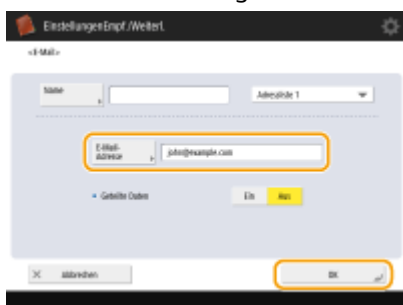 Einstellungen Empf./Weiterl.
<E-Mail>
Name
Adressliste 1
E-Mail-
Adresse
john@example.com
Geteilte Daten
Ein
Aus
Abbrechen
OK